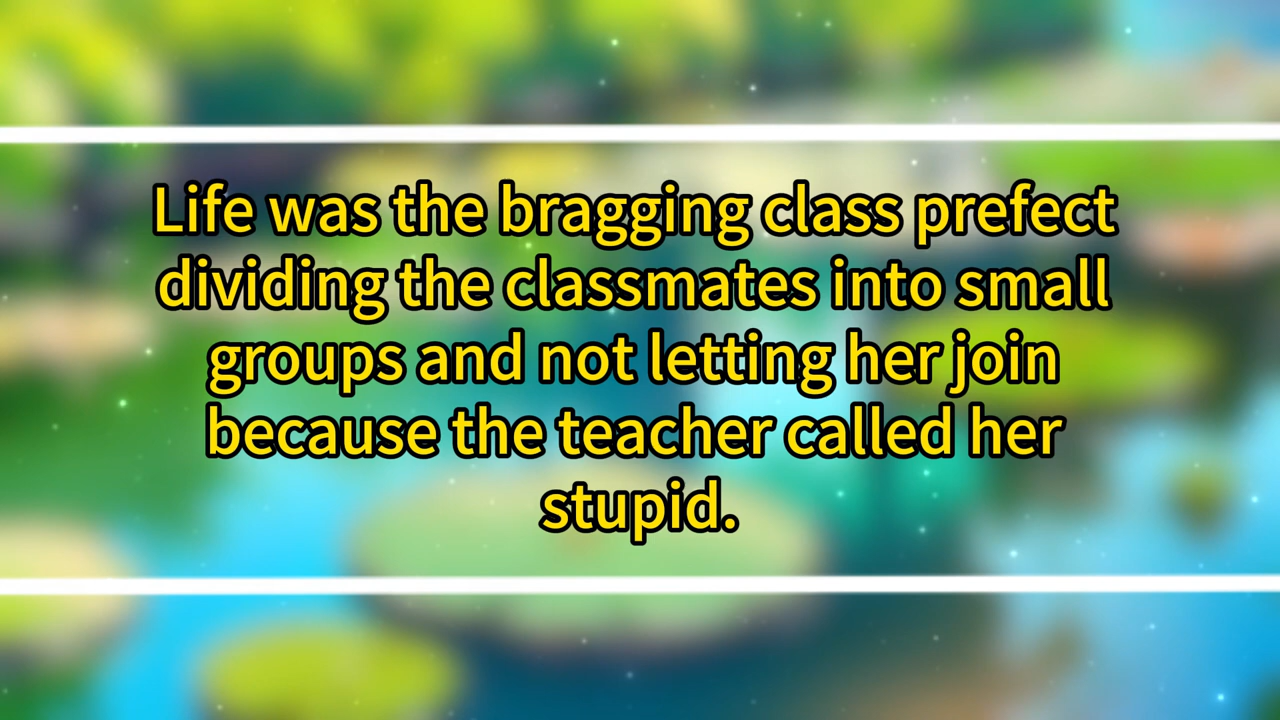 Life was the bragging class prefect
dividing the classmates into small
groups and not letting her join
because the teacher called her
stupid.